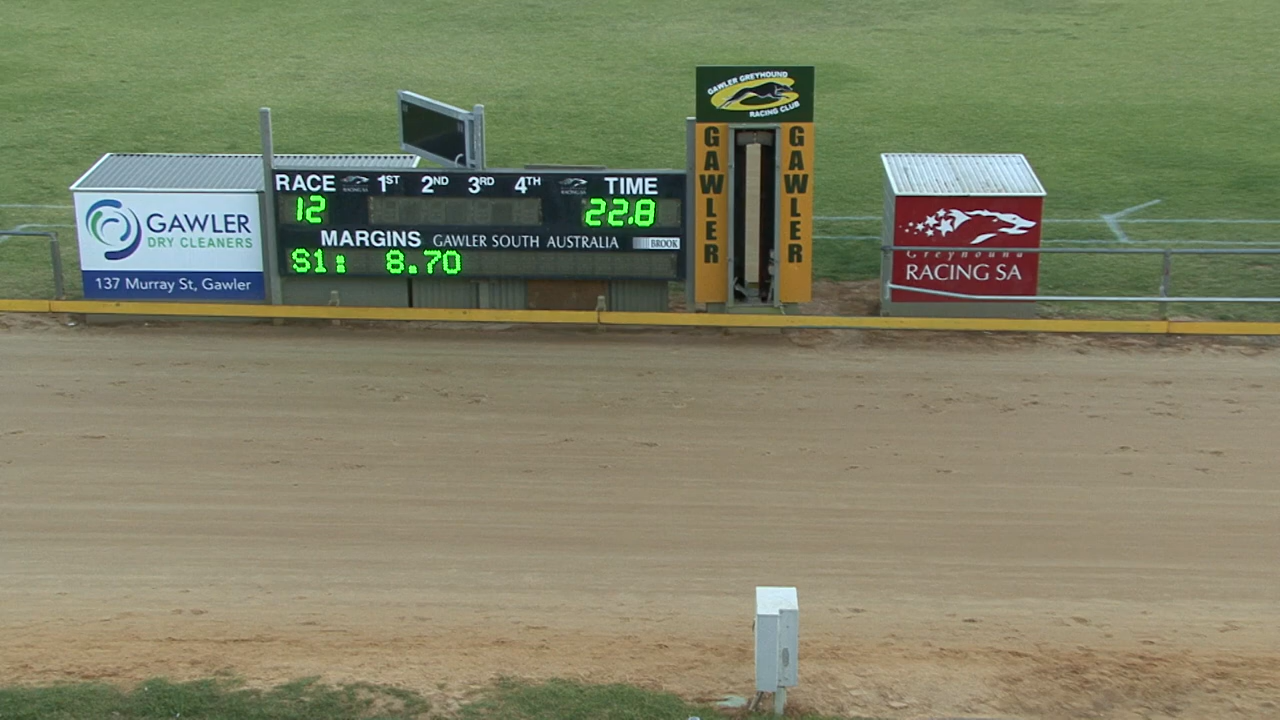 GAWLER GREYHOUND
RACING CLUB
GAWLER
GAWLER
RACE 1ST 2ND 3RD 4TH TIME
12 22.8
MARGINS GAWLER SOUTH AUSTRALIA BROOK
S1: 8.70
GAWLER
DRY CLEANERS
137 Murray St, Gawler
Greyhound
RACING SA